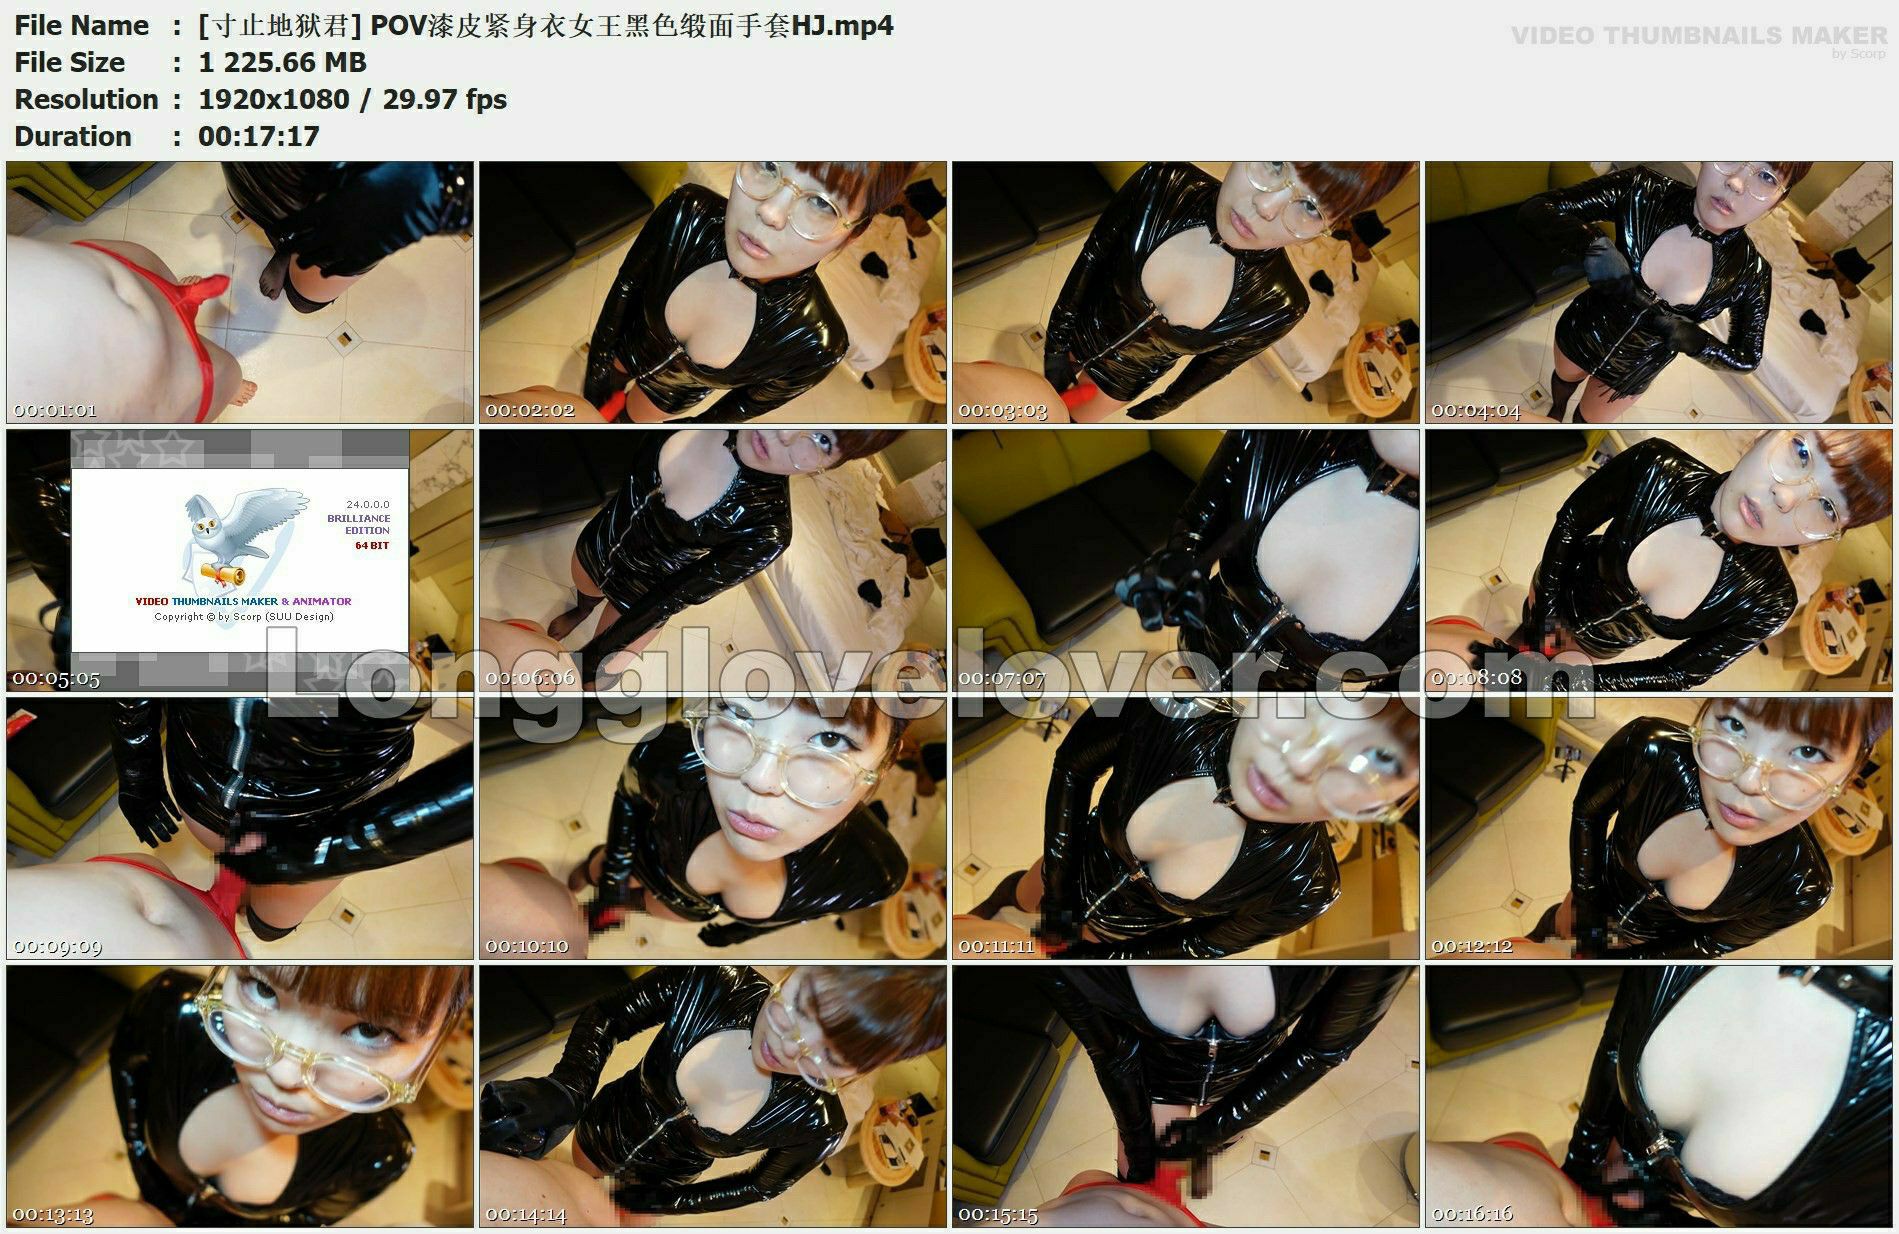 File Name : [寸止地狱君] POV漆皮紧身衣女王黑色缎面手套HJ.mp4
VIDEO THUMBNAILS MAKER
by Scorp
File Size : 1 225.66 MB
Resolution : 1920x1080 / 29.97 fps
Duration : 00:17:17
00:01:01
00:02:02
00:03:03
00:04:04
24.0.0.0
BRILLIANCE
EDITION
64 BIT
VIDEO THUMBNAILS MAKER & ANIMATOR
Copyright © by Scorp (SUU Design)
00:05:05
00:06:06
00:07:07
00:08:08
Longglovelover.com
00:09:09
00:10:10
00:11:11
00:12:12
00:13:13
00:14:14
00:15:15
00:16:16